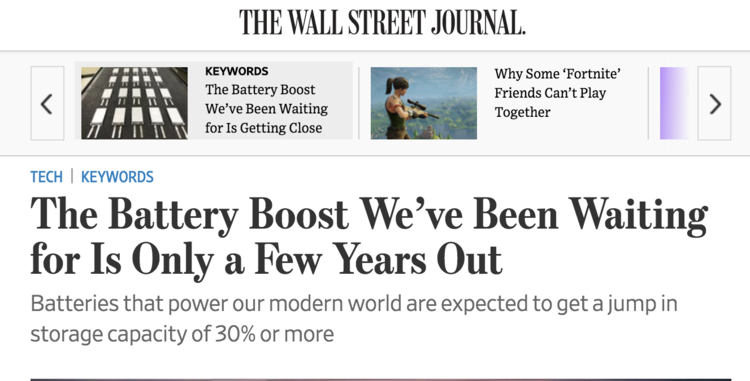 THE WALL STREET JOURNAL.
KEYWORDS
The Battery Boost
We’ve Been Waiting
for Is Getting Close
Why Some ‘Fortnite’
Friends Can’t Play
Together
TECH | KEYWORDS
The Battery Boost We’ve Been Waiting
for Is Only a Few Years Out
Batteries that power our modern world are expected to get a jump in
storage capacity of 30% or more